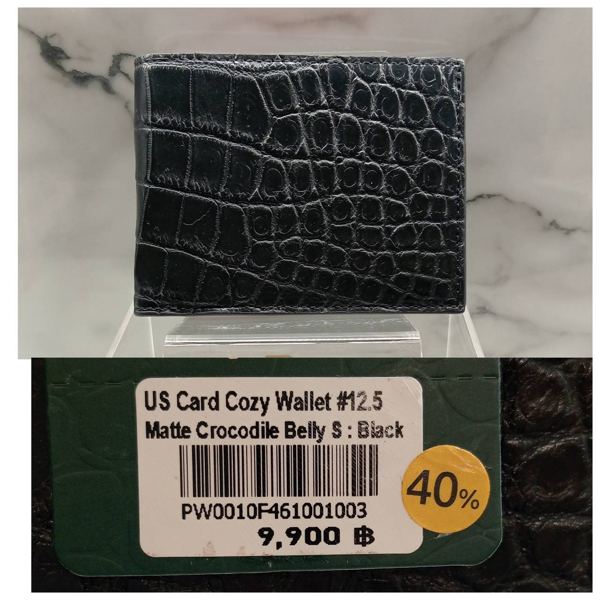 US Card Cozy Wallet #12.5
Matte Crocodile Belly S : Black
PW0010F461001003
9,900 ฿
40%